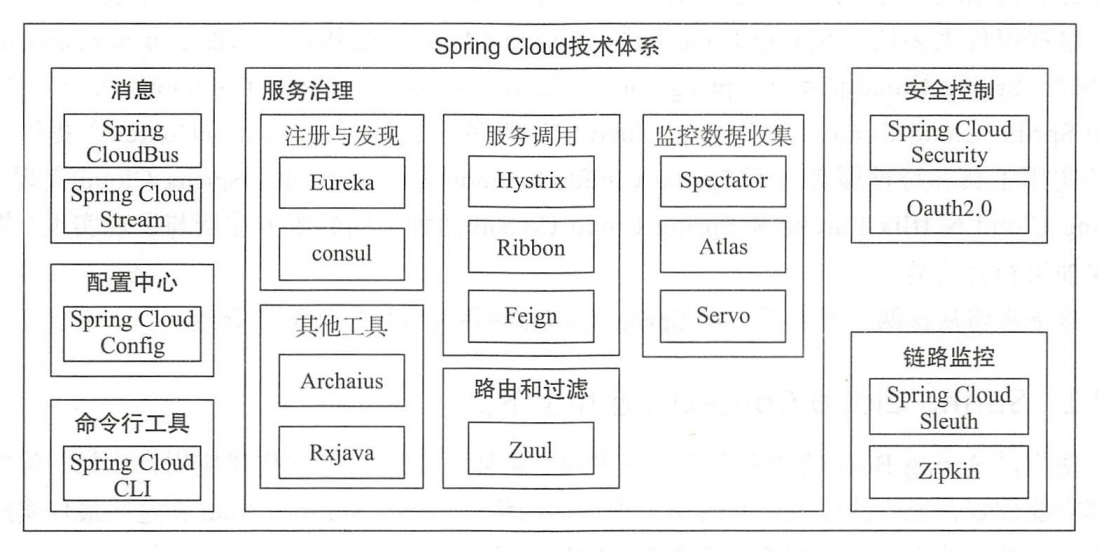 Spring Cloud技术体系
消息
Spring
CloudBus
Spring Cloud
Stream
配置中心
Spring Cloud
Config
命令行工具
Spring Cloud
CLI
服务治理
注册与发现
Eureka
consul
其他工具
Archaius
Rxjava
服务调用
Hystrix
Ribbon
Feign
路由和过滤
Zuul
监控数据收集
Spectator
Atlas
Servo
安全控制
Spring Cloud
Security
Oauth2.0
链路监控
Spring Cloud
Sleuth
Zipkin